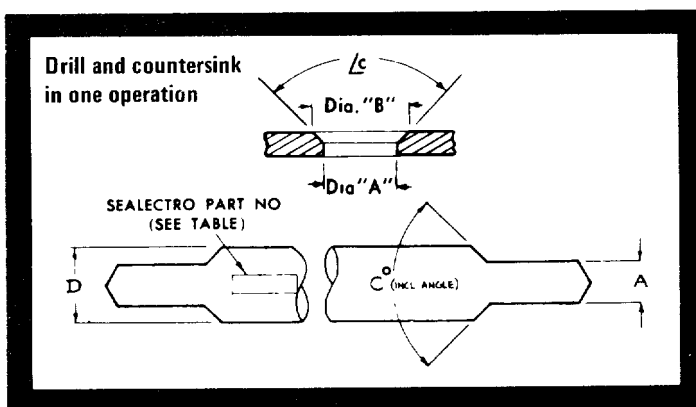 Drill and countersink
in one operation
∠c
Dia. "B"
Dia "A"
SEALECTRO PART NO
(SEE TABLE)
D
C° (INCL ANGLE)
A